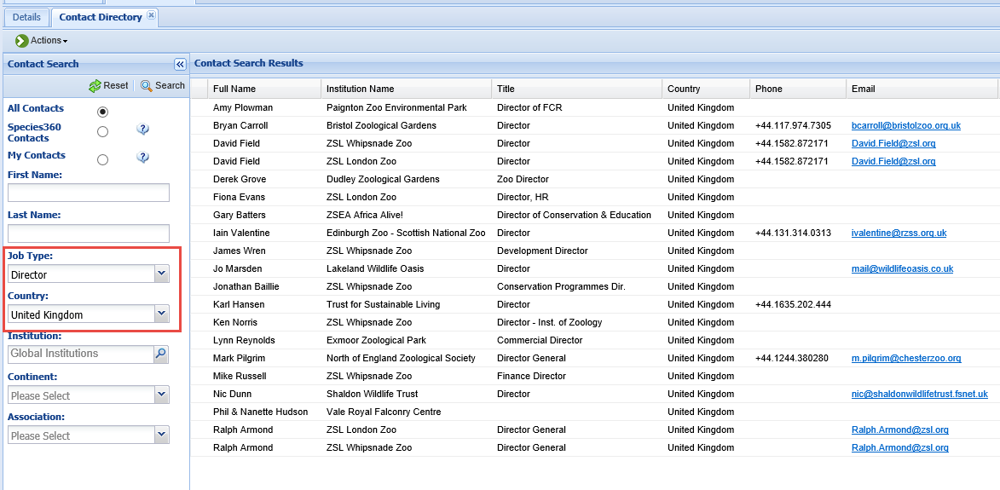 Details
Contact Directory
Actions
Contact Search
Reset
Search
All Contacts
Species360
Contacts
My Contacts
First Name:
Last Name:
Job Type:
Director
Country:
United Kingdom
Institution:
Global Institutions
Continent:
Please Select
Association:
Please Select
Contact Search Results
Full Name Institution Name Title Country Phone Email
Amy Plowman Paignton Zoo Environmental Park Director of FCR United Kingdom
Bryan Carroll Bristol Zoological Gardens Director United Kingdom +44.117.974.7305 bcarroll@bristolzoo.org.uk
David Field ZSL Whipsnade Zoo Director United Kingdom +44.1582.872171 David.Field@zsl.org
David Field ZSL London Zoo Director United Kingdom +44.1582.872171 David.Field@zsl.org
Derek Grove Dudley Zoological Gardens Zoo Director United Kingdom
Fiona Evans ZSL London Zoo Director, HR United Kingdom
Gary Batters ZSEA Africa Alive! Director of Conservation & Education United Kingdom
Iain Valentine Edinburgh Zoo - Scottish National Zoo Director United Kingdom +44.131.314.0313 ivalentine@rzss.org.uk
James Wren ZSL Whipsnade Zoo Development Director United Kingdom
Jo Marsden Lakeland Wildlife Oasis Director United Kingdom mail@wildlifeoasis.co.uk
Jonathan Baillie ZSL Whipsnade Zoo Conservation Programmes Dir. United Kingdom
Karl Hansen Trust for Sustainable Living Director United Kingdom +44.1635.202.444
Ken Norris ZSL Whipsnade Zoo Director - Inst. of Zoology United Kingdom
Lynn Reynolds Exmoor Zoological Park Commercial Director United Kingdom
Mark Pilgrim North of England Zoological Society Director General United Kingdom +44.1244.380280 m.pilgrim@chesterzoo.org
Mike Russell ZSL Whipsnade Zoo Finance Director United Kingdom
Nic Dunn Shaldon Wildlife Trust Director United Kingdom nic@shaldonwildlifetrust.fsnet.uk
Phil & Nanette Hudson Vale Royal Falconry Centre United Kingdom
Ralph Armond ZSL London Zoo Director General United Kingdom Ralph.Armond@zsl.org
Ralph Armond ZSL Whipsnade Zoo Director General United Kingdom Ralph.Armond@zsl.org